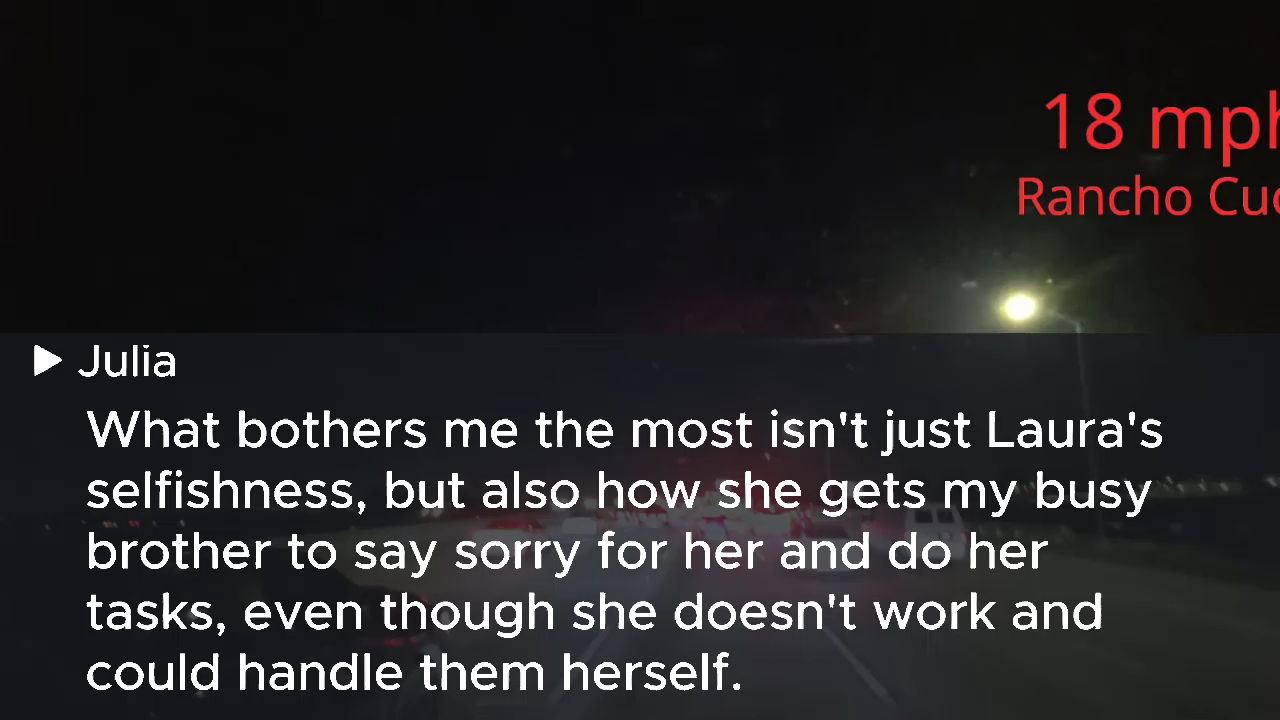 18 mph
Rancho
▶ Julia
What bothers me the most isn't just Laura's
selfishness, but also how she gets my busy
brother to say sorry for her and do her
tasks, even though she doesn't work and
could handle them herself.